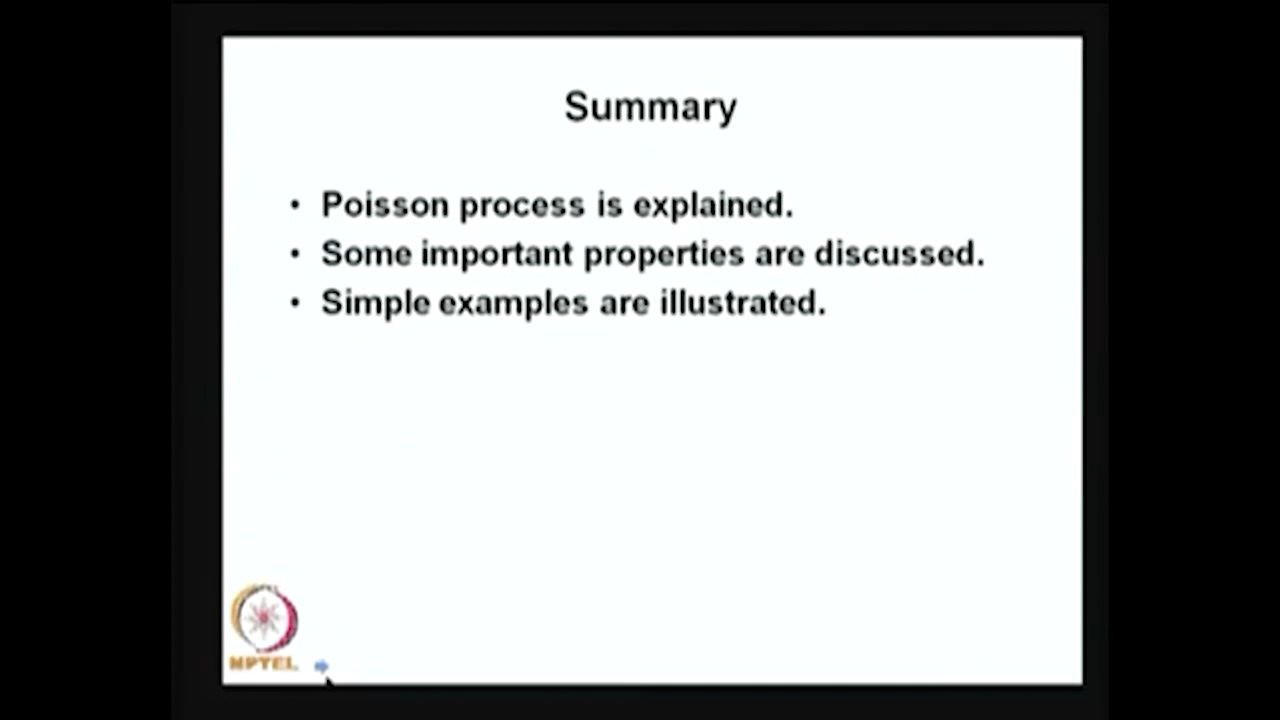 Summary
• Poisson process is explained.
• Some important properties are discussed.
• Simple examples are illustrated.
NPTEL